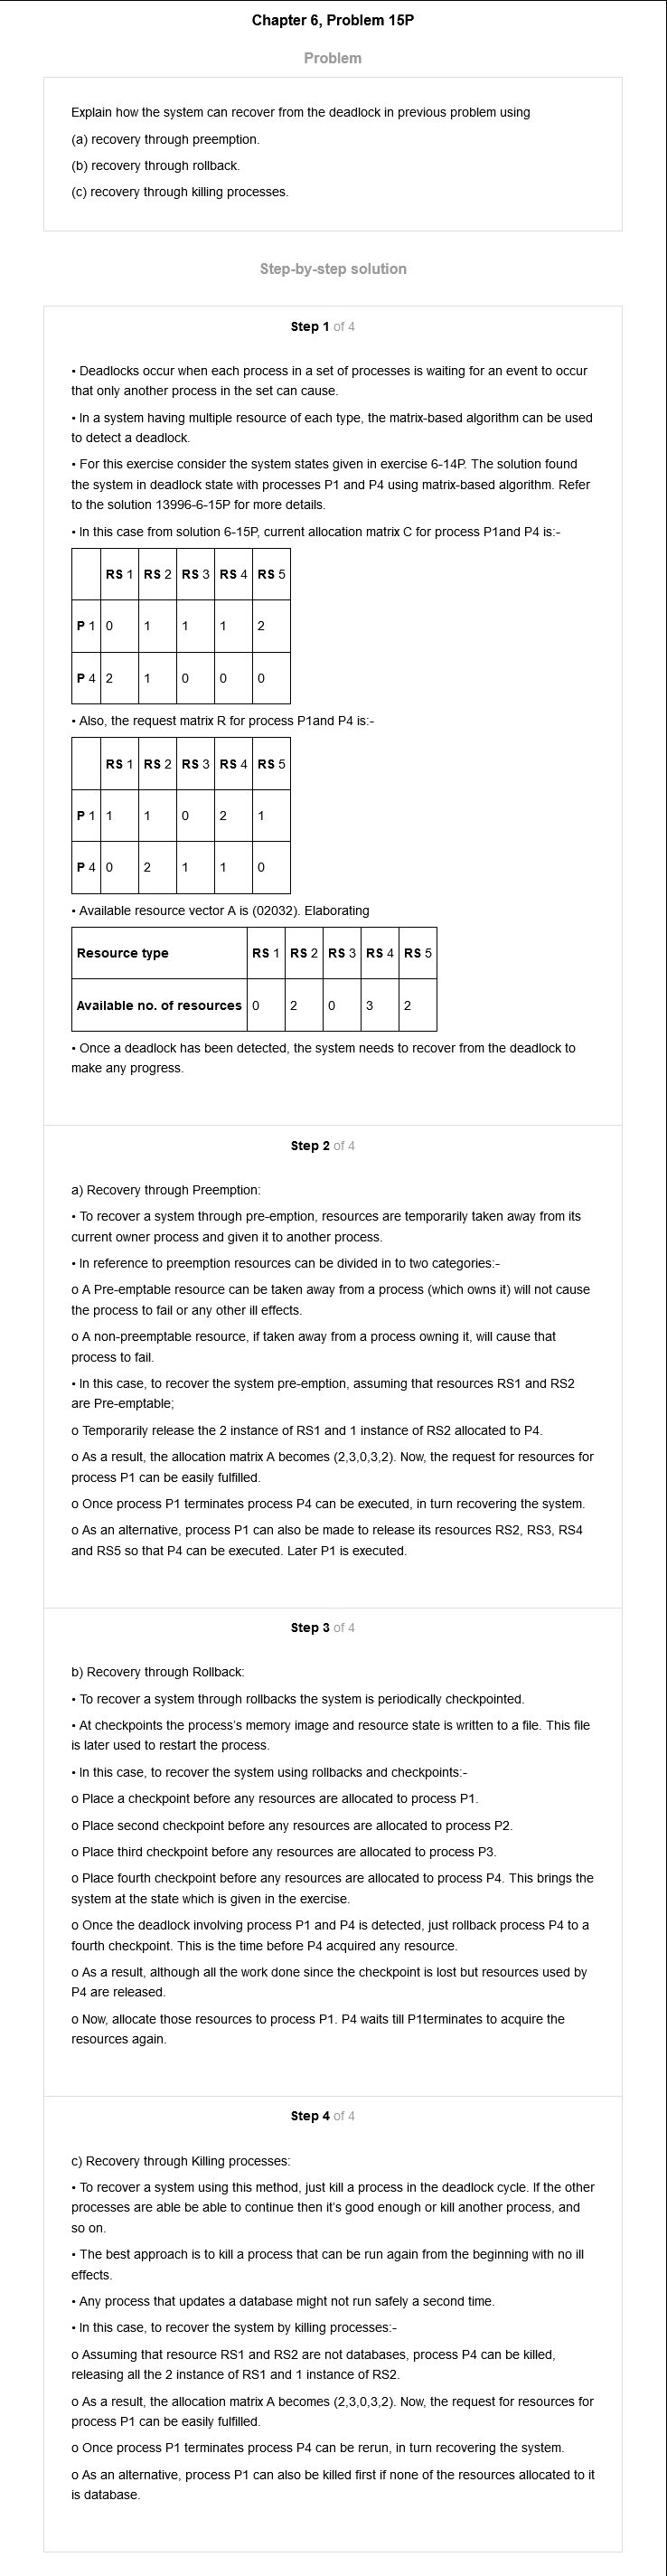 Chapter 6, Problem 15P
Problem
Explain how the system can recover from the deadlock in previous problem using
(a) recovery through preemption.
(b) recovery through rollback.
(c) recovery through killing processes.
Step-by-step solution
Step 1 of 4
• Deadlocks occur when each process in a set of processes is waiting for an event to occur
that only another process in the set can cause.
• In a system having multiple resource of each type, the matrix-based algorithm can be used
to detect a deadlock.
• For this exercise consider the system states given in exercise 6-14P. The solution found
the system in deadlock state with processes P1 and P4 using matrix-based algorithm. Refer
to the solution 13996-6-15P for more details.
• In this case from solution 6-15P, current allocation matrix C for process P1and P4 is:-
RS 1 RS 2 RS 3 RS 4 RS 5
P 1 0 1 1 1 2
P 4 2 1 0 0 0
• Also, the request matrix R for process P1and P4 is:-
RS 1 RS 2 RS 3 RS 4 RS 5
P 1 1 1 0 2 1
P 4 0 2 1 1 0
• Available resource vector A is (02032). Elaborating
Resource type RS 1 RS 2 RS 3 RS 4 RS 5
Available no. of resources 0 2 0 3 2
• Once a deadlock has been detected, the system needs to recover from the deadlock to
make any progress.
Step 2 of 4
a) Recovery through Preemption:
• To recover a system through pre-emption, resources are temporarily taken away from its
current owner process and given it to another process.
• In reference to preemption resources can be divided in to two categories:-
o A Pre-emptable resource can be taken away from a process (which owns it) will not cause
the process to fail or any other ill effects.
o A non-preemptable resource, if taken away from a process owning it, will cause that
process to fail.
• In this case, to recover the system pre-emption, assuming that resources RS1 and RS2
are Pre-emptable;
o Temporarily release the 2 instance of RS1 and 1 instance of RS2 allocated to P4.
o As a result, the allocation matrix A becomes (2,3,0,3,2). Now, the request for resources for
process P1 can be easily fulfilled.
o Once process P1 terminates process P4 can be executed, in turn recovering the system.
o As an alternative, process P1 can also be made to release its resources RS2, RS3, RS4
and RS5 so that P4 can be executed. Later P1 is executed.
Step 3 of 4
b) Recovery through Rollback:
• To recover a system through rollbacks the system is periodically checkpointed.
• At checkpoints the process's memory image and resource state is written to a file. This file
is later used to restart the process.
• In this case, to recover the system using rollbacks and checkpoints:-
o Place a checkpoint before any resources are allocated to process P1.
o Place second checkpoint before any resources are allocated to process P2.
o Place third checkpoint before any resources are allocated to process P3.
o Place fourth checkpoint before any resources are allocated to process P4. This brings the
system at the state which is given in the exercise.
o Once the deadlock involving process P1 and P4 is detected, just rollback process P4 to a
fourth checkpoint. This is the time before P4 acquired any resource.
o As a result, although all the work done since the checkpoint is lost but resources used by
P4 are released.
o Now, allocate those resources to process P1. P4 waits till P1terminates to acquire the
resources again.
Step 4 of 4
c) Recovery through Killing processes:
• To recover a system using this method, just kill a process in the deadlock cycle. If the other
processes are able be able to continue then it's good enough or kill another process, and
so on.
• The best approach is to kill a process that can be run again from the beginning with no ill
effects.
• Any process that updates a database might not run safely a second time.
• In this case, to recover the system by killing processes:-
o Assuming that resource RS1 and RS2 are not databases, process P4 can be killed,
releasing all the 2 instance of RS1 and 1 instance of RS2.
o As a result, the allocation matrix A becomes (2,3,0,3,2). Now, the request for resources for
process P1 can be easily fulfilled.
o Once process P1 terminates process P4 can be rerun, in turn recovering the system.
o As an alternative, process P1 can also be killed first if none of the resources allocated to it
is database.